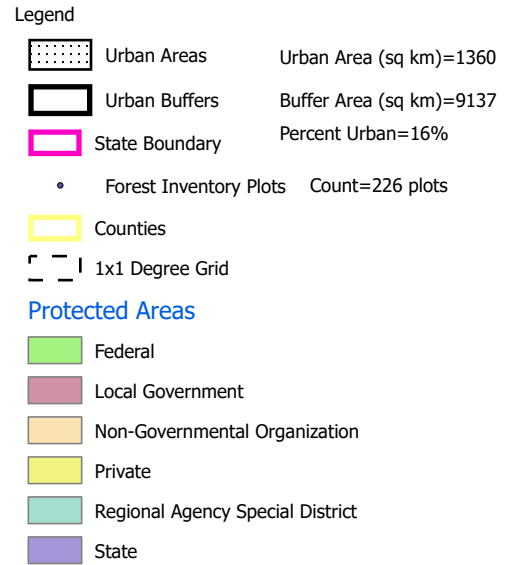 Legend
Urban Areas Urban Area (sq km)=1360
Urban Buffers Buffer Area (sq km)=9137
State Boundary Percent Urban=16%
Forest Inventory Plots Count=226 plots
Counties
1x1 Degree Grid
Protected Areas
Federal
Local Government
Non-Governmental Organization
Private
Regional Agency Special District
State